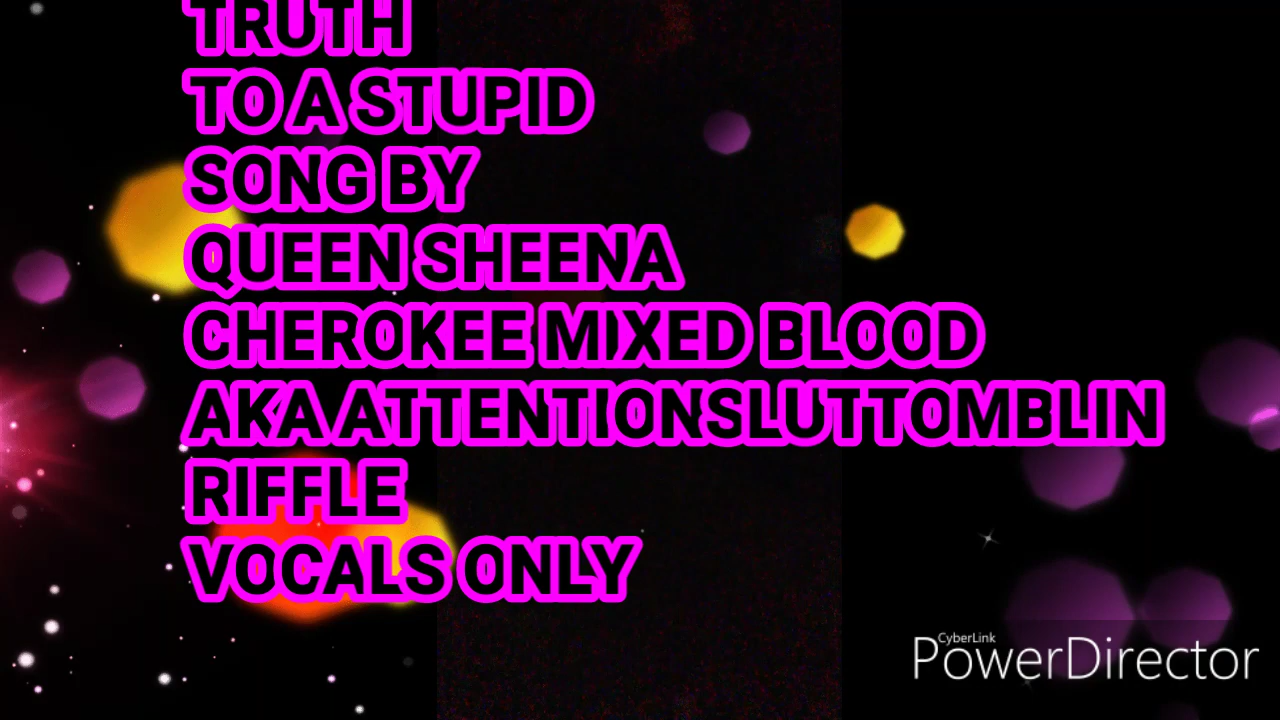 TRUTH
TO A STUPID
SONG BY
QUEEN SHEENA
CHEROKEE MIXED BLOOD
AKA ATTENTIONSLUTTOMBLIN
RIFFLE
VOCALS ONLY
CyberLink
PowerDirector